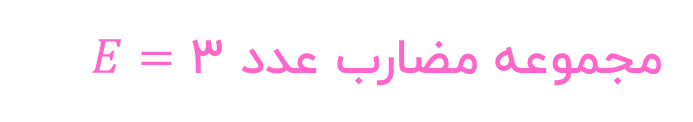 مجموعه مضارب عدد ۳ = E